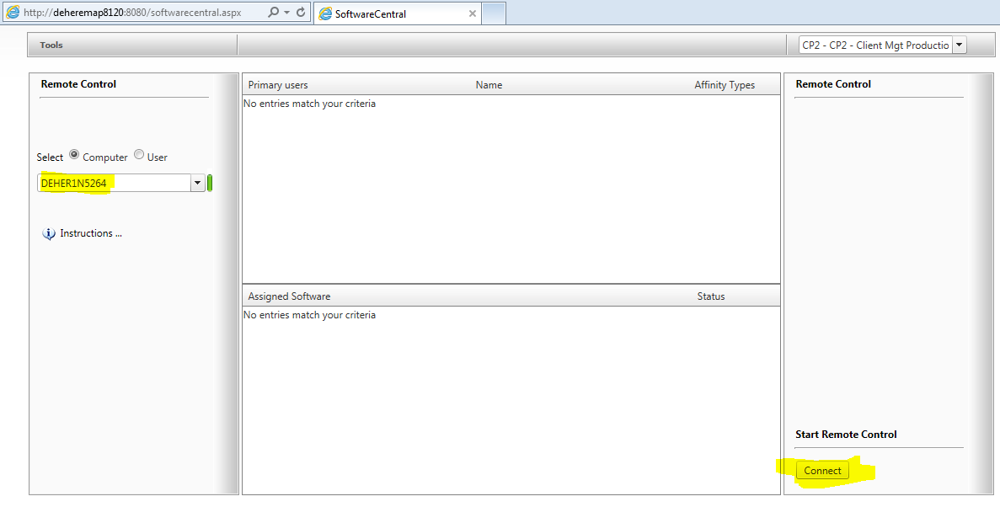 http://deheremap8120:8080/softwarecentral.aspx
SoftwareCentral
Tools
CP2 - CP2 - Client Mgt Productio
Remote Control
Select Computer User
DEHER1N5264
Instructions ...
Primary users Name Affinity Types
No entries match your criteria
Assigned Software Status
No entries match your criteria
Remote Control
Start Remote Control
Connect